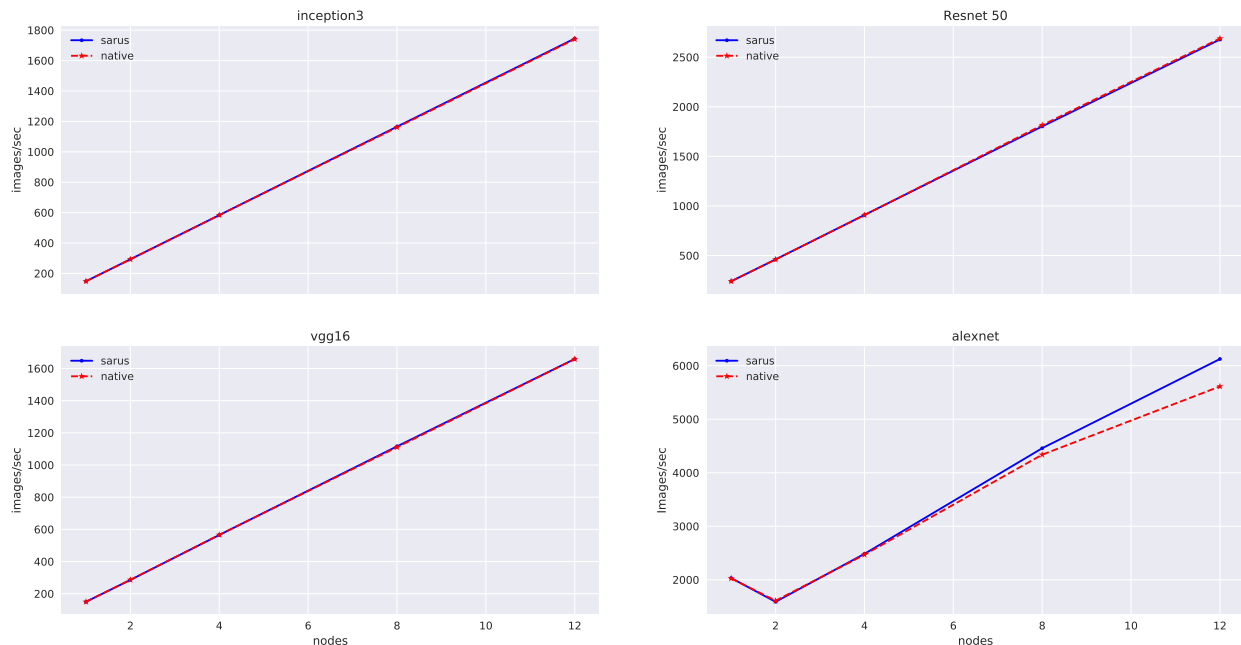 inception3
sarus
native
1800
1600
1400
1200
1000
800
600
400
200
images/sec
Resnet 50
sarus
native
2500
2000
1500
1000
500
images/sec
vgg16
sarus
native
1600
1400
1200
1000
800
600
400
200
images/sec
2 4 6 8 10 12
nodes
alexnet
sarus
native
6000
5000
4000
3000
2000
Images/sec
2 4 6 8 10 12
nodes